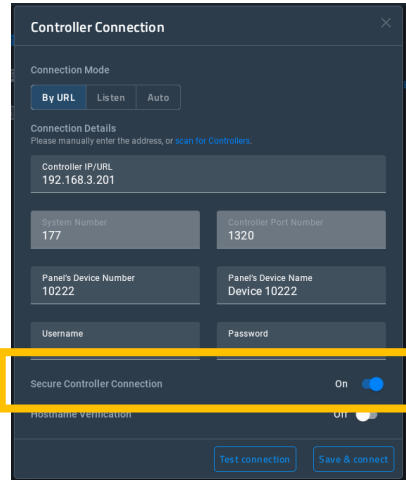 Controller Connection
Connection Mode
By URL Listen Auto
Connection Details
Please manually enter the address, or scan for Controllers.
Controller IP/URL
192.168.3.201
System Number Controller Port Number
177 1320
Panel's Device Number Panel's Device Name
10222 Device 10222
Username Password
Secure Controller Connection On
Hostname Verification Off
Test connection Save & connect